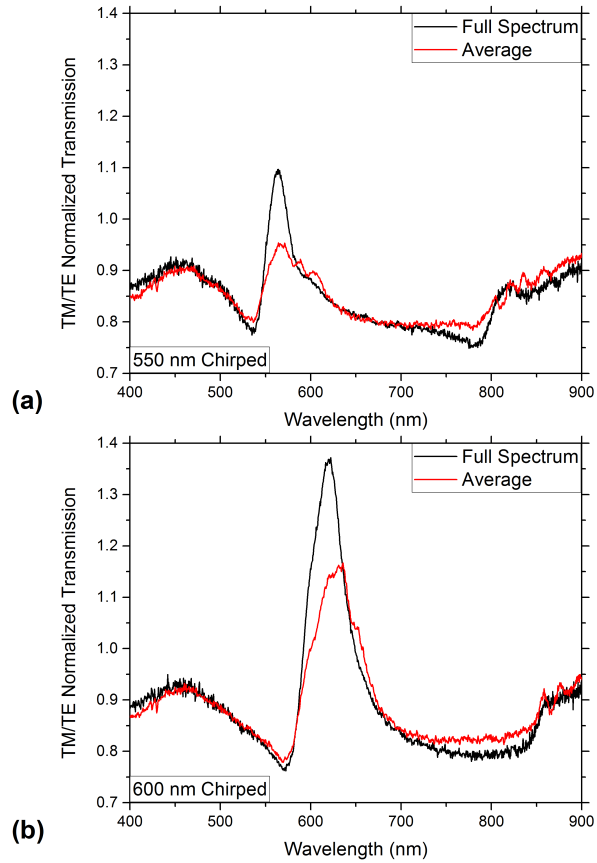 1.4
1.3
1.2
1.1
1.0
0.9
0.8
0.7
TM/TE Normalized Transmission
Full Spectrum
Average
550 nm Chirped
400 500 600 700 800 900
Wavelength (nm)
(a)
1.4
1.3
1.2
1.1
1.0
0.9
0.8
0.7
TM/TE Normalized Transmission
Full Spectrum
Average
600 nm Chirped
400 500 600 700 800 900
Wavelength (nm)
(b)